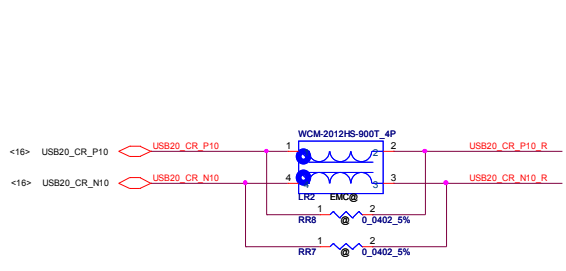 WCM-2012HS-900T_4P
<16> USB20_CR_P10 USB20_CR_P10 1 2 2 USB20_CR_P10_R
<16> USB20_CR_N10 USB20_CR_N10 4 3 3 USB20_CR_N10_R
LR2 EMC@
1 2
RR8 @ 0_0402_5%
1 2
RR7 @ 0_0402_5%